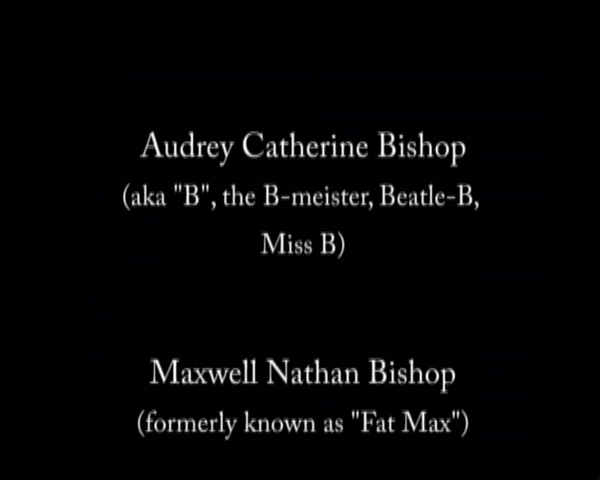 Audrey Catherine Bishop
(aka "B", the B-meister, Beatle-B,
Miss B)
Maxwell Nathan Bishop
(formerly known as "Fat Max")